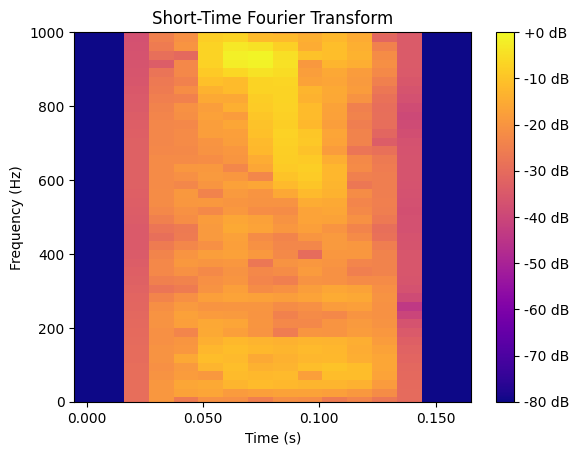 Short-Time Fourier Transform
1000
800
600
400
200
0
Frequency (Hz)
0.000
0.050
0.100
0.150
Time (s)
+0 dB
-10 dB
-20 dB
-30 dB
-40 dB
-50 dB
-60 dB
-70 dB
-80 dB